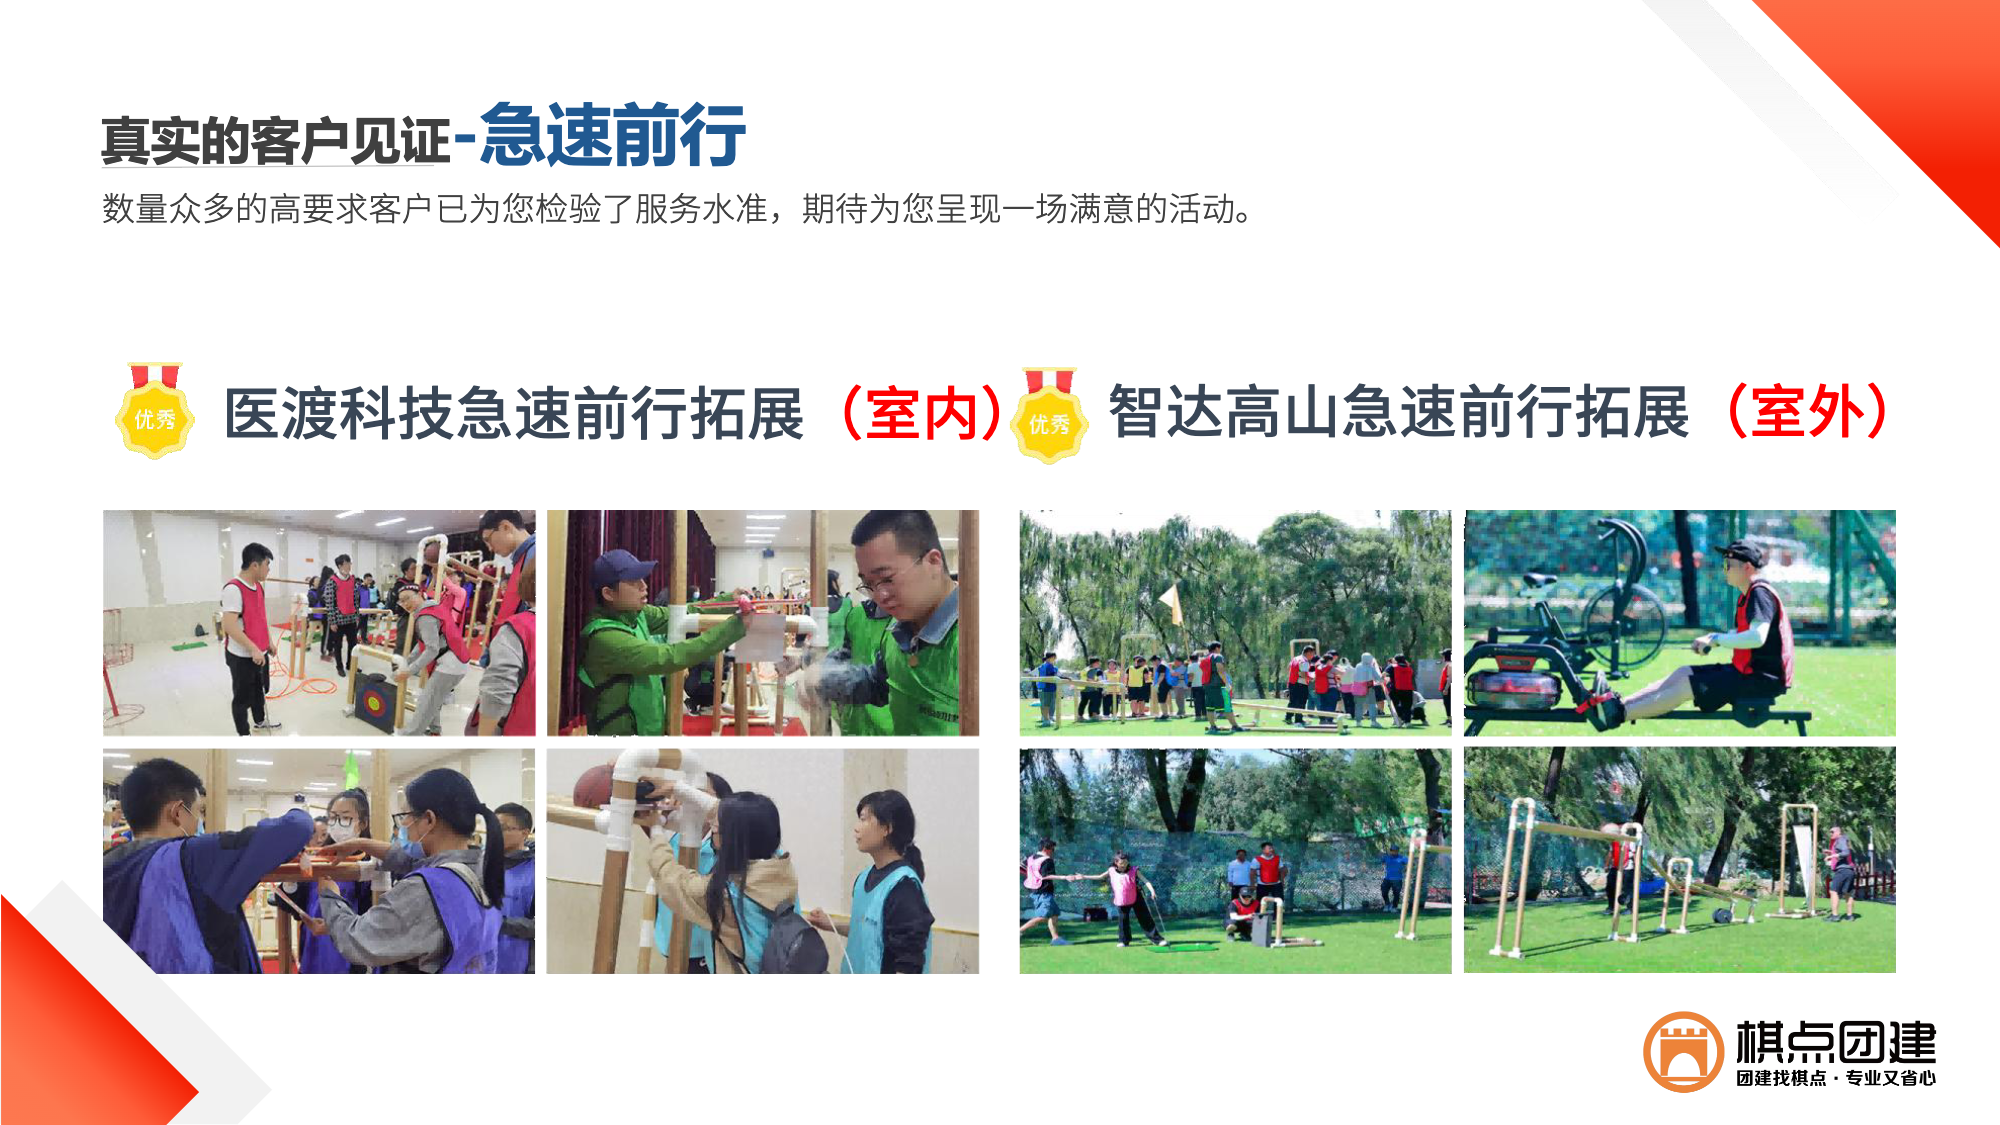 真实的客户见证-急速前行
数量众多的高要求客户已为您检验了服务水准，期待为您呈现一场满意的活动。
优秀
医渡科技急速前行拓展（室内）
优秀
智达高山急速前行拓展（室外）
棋点团建
团建找棋点·专业又省心